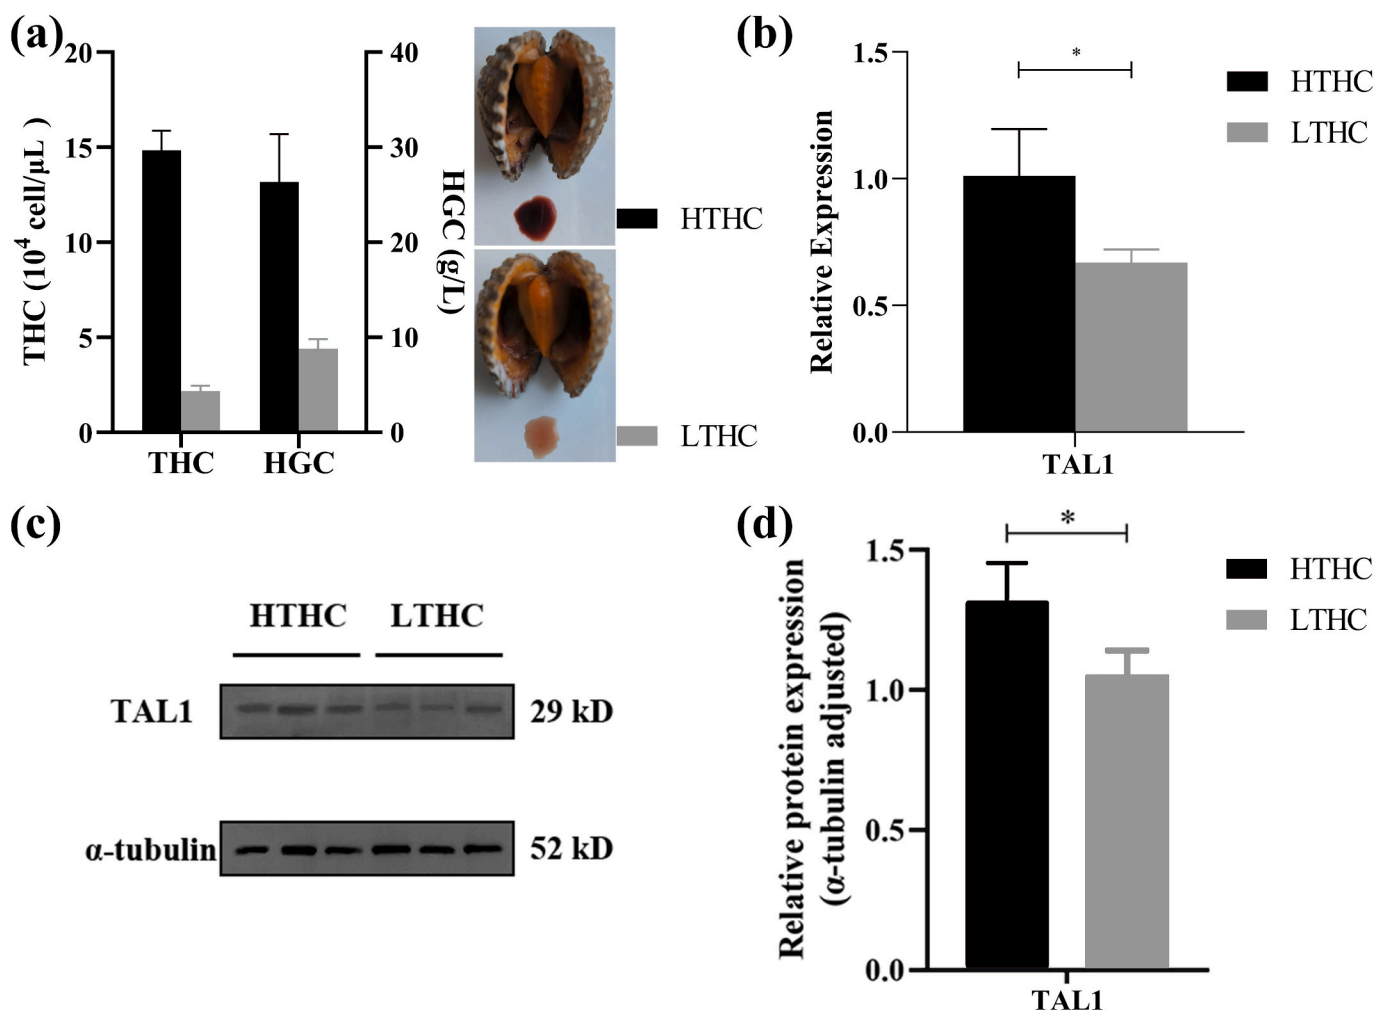 (a)
20
15
10
5
0
THC (10⁴ cell/μL )
40
30
20
10
0
HGC (g/L)
THC HGC
HTHC
LTHC
(b)
1.5
1.0
0.5
0.0
Relative Expression
*
TAL1
HTHC
LTHC
(c)
HTHC LTHC
TAL1 29 kD
α-tubulin 52 kD
(d)
1.5
1.0
0.5
0.0
Relative protein expression
(α-tubulin adjusted)
*
TAL1
HTHC
LTHC